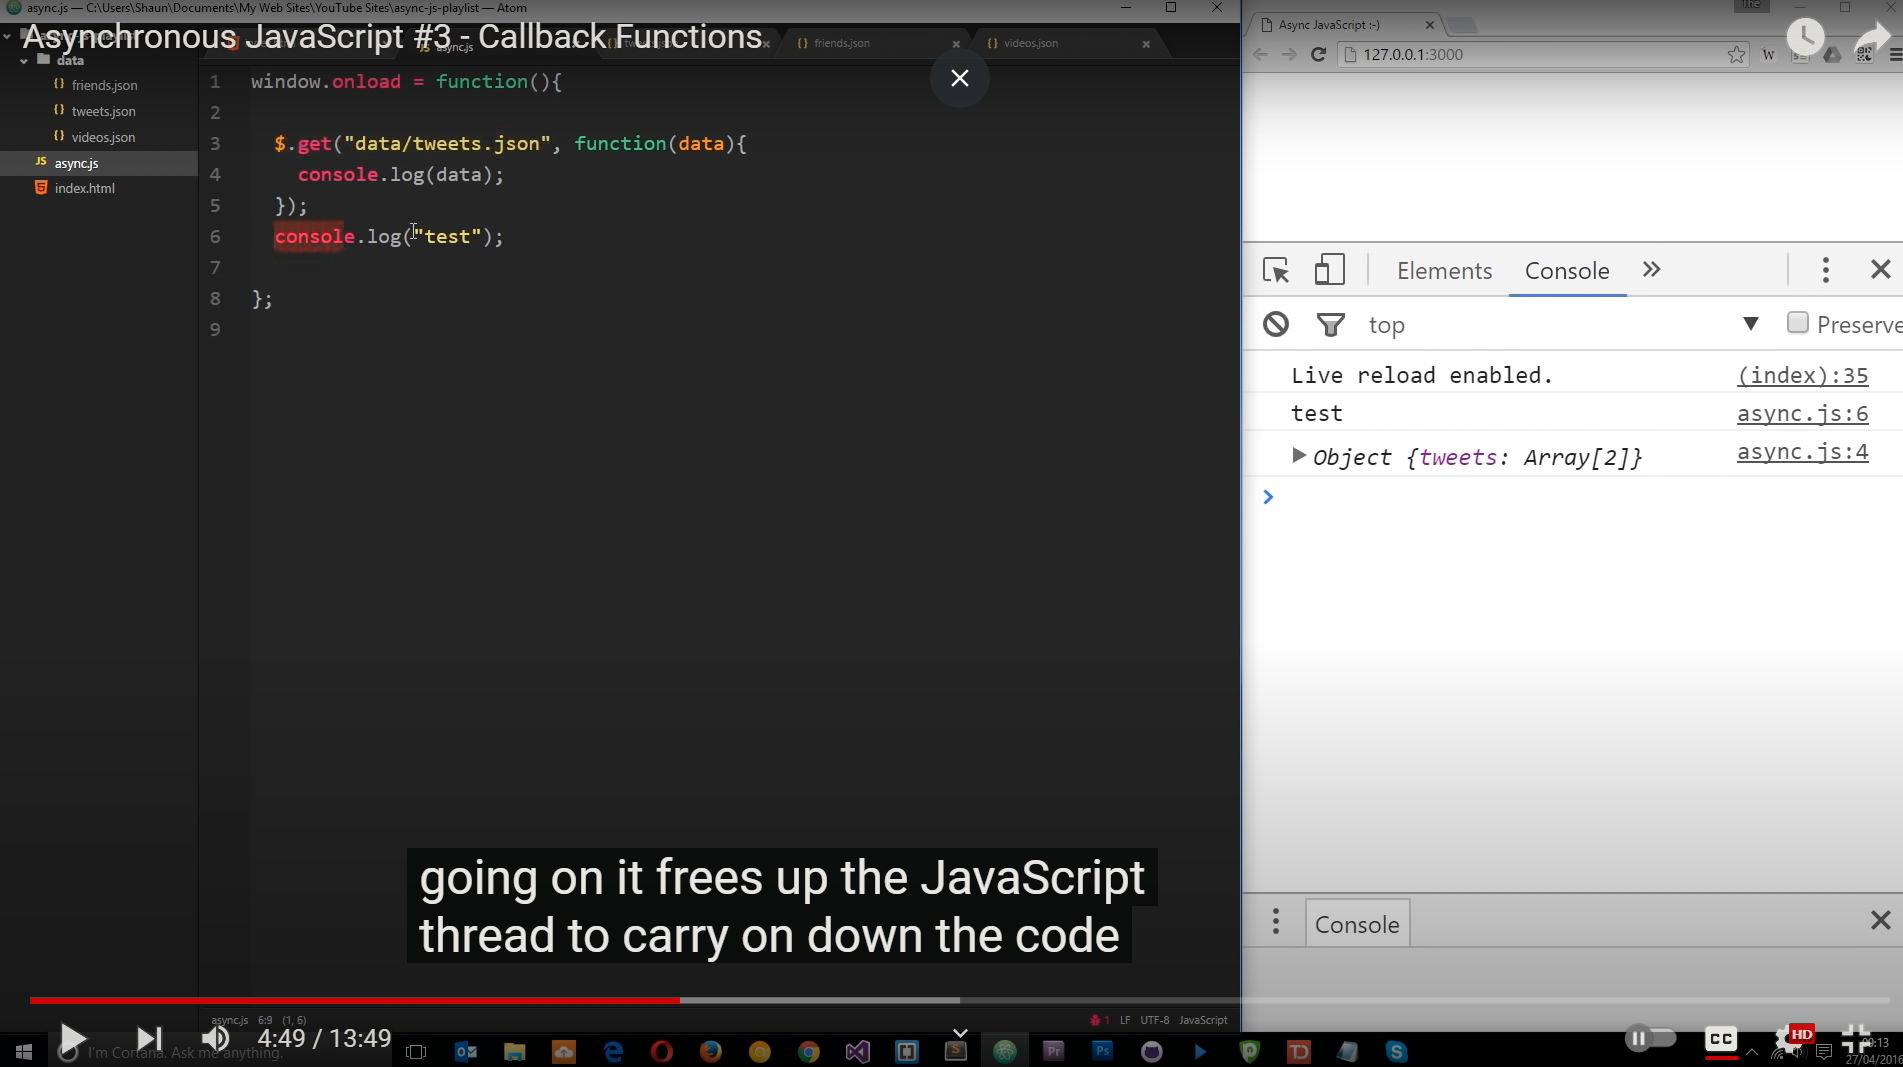 async.js — C:\Users\Shaun\Documents\My Web Sites\YouTube Sites\async-js-playlist — Atom
Asynchronous JavaScript #3 - Callback Functions
async.js
friends.json
videos.json
data
friends.json
tweets.json
videos.json
async.js
index.html
1 window.onload = function(){
2
3 $.get("data/tweets.json", function(data){
4 console.log(data);
5 });
6 console.log("test");
7
8 };
9
Async JavaScript :-)
The
127.0.0.1:3000
W
Elements
Console
top
Preserve
Live reload enabled. (index):35
test async.js:6
Object {tweets: Array[2]} async.js:4
Console
going on it frees up the JavaScript
thread to carry on down the code
async.js 6:9 (1, 6)
1 LF UTF-8 JavaScript
4:49 / 13:49
I'm Cortana. Ask me anything.
Pr
Ps
TD
CC
HD
27/04/2016